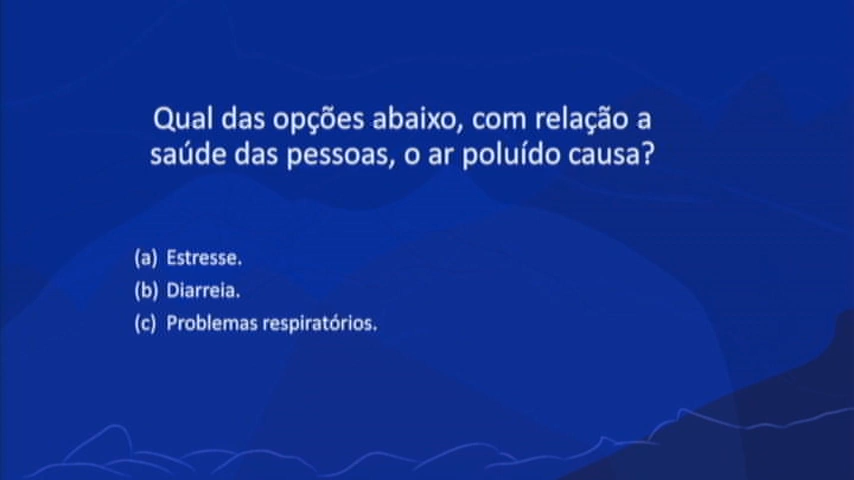 Qual das opções abaixo, com relação a
saúde das pessoas, o ar poluído causa?
(a) Estresse.
(b) Diarreia.
(c) Problemas respiratórios.